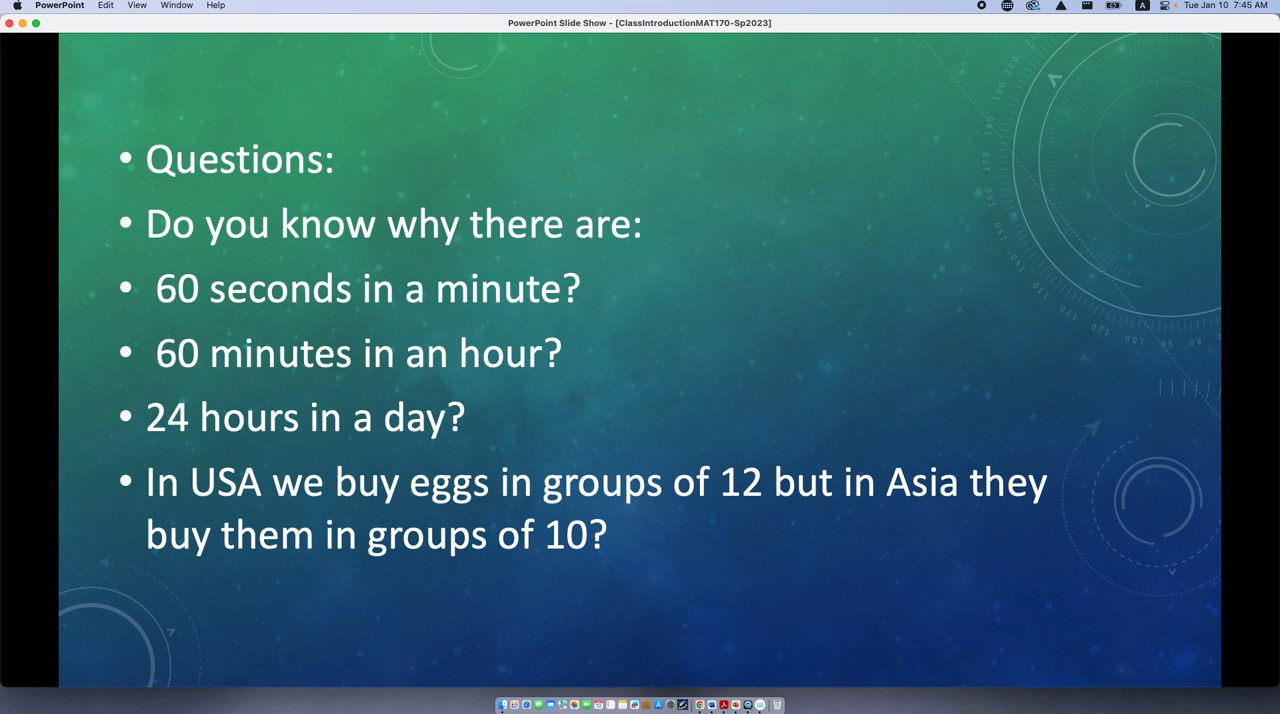 PowerPoint Edit View Window Help
A Tue Jan 10 7:45 AM
PowerPoint Slide Show - [ClassIntroductionMAT170-Sp2023]
• Questions:
• Do you know why there are:
• 60 seconds in a minute?
• 60 minutes in an hour?
• 24 hours in a day?
• In USA we buy eggs in groups of 12 but in Asia they
buy them in groups of 10?